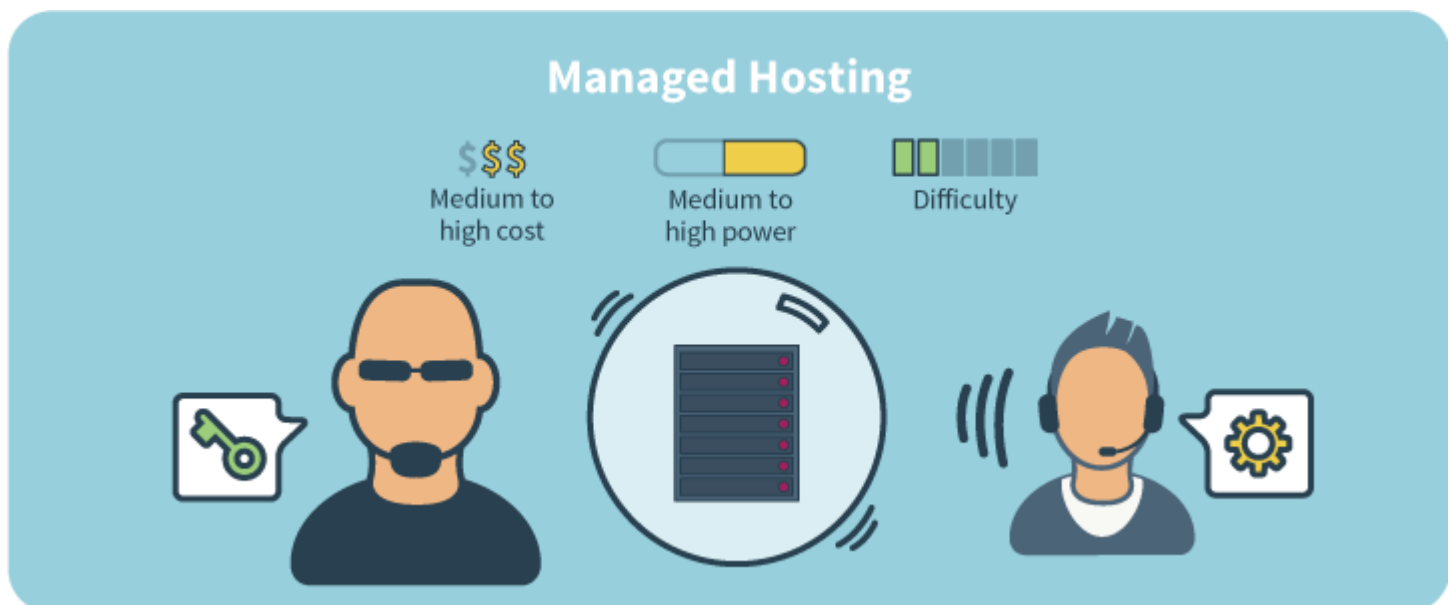 Managed Hosting
$$$
Medium to
high cost
Medium to
high power
Difficulty